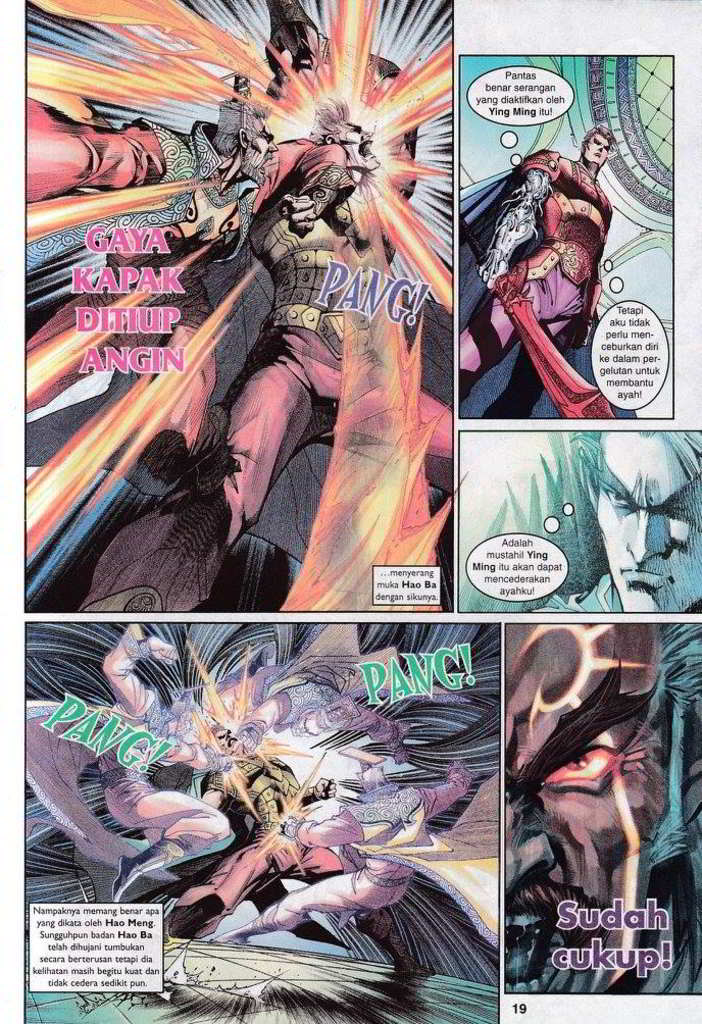 GAYA
KAPAK
DITIUP
ANGIN
PANG!
...menyerang
muka Hao Ba
dengan sikunya.
Pantas
benar serangan
yang diaktifkan oleh
Ying Ming itu!
Tetapi
aku tidak
perlu men-
ceburkan diri
ke dalam per-
gelutan untuk
membantu
ayah!
Adalah
mustahil Ying
Ming itu akan dapat
mencederakan
ayahku!
PANG!
PANG!
Nampaknya memang benar apa
yang dikata oleh Hao Meng.
Sungguhpun badan Hao Ba
telah dihujani tumbukan
secara berterusan tetapi dia
kelihatan masih begitu kuat dan
tidak cedera sedikit pun.
Sudah
cukup!
19